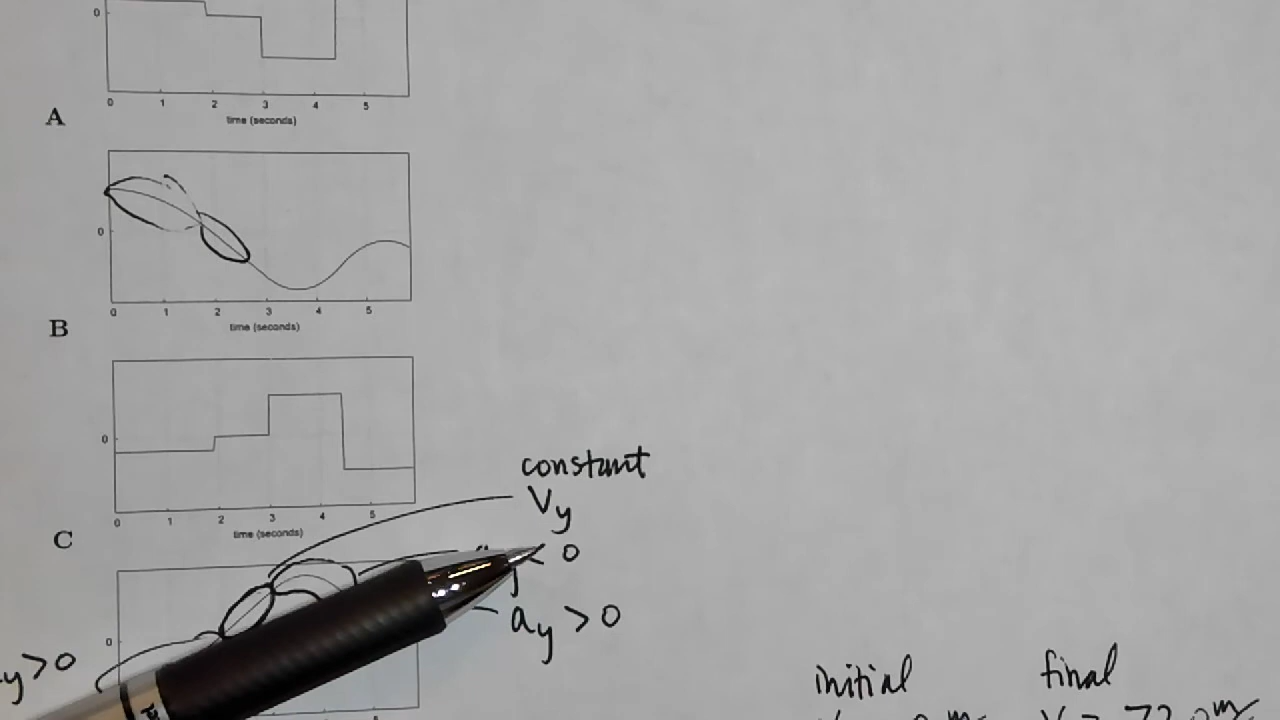 0
0 1 2 3 4 5
time (seconds)
A
0
0 1 2 3 4 5
time (seconds)
B
0
0 1 2 3 4 5
time (seconds)
C
0
constant
Vy
< 0
ay > 0
y > 0
initial final